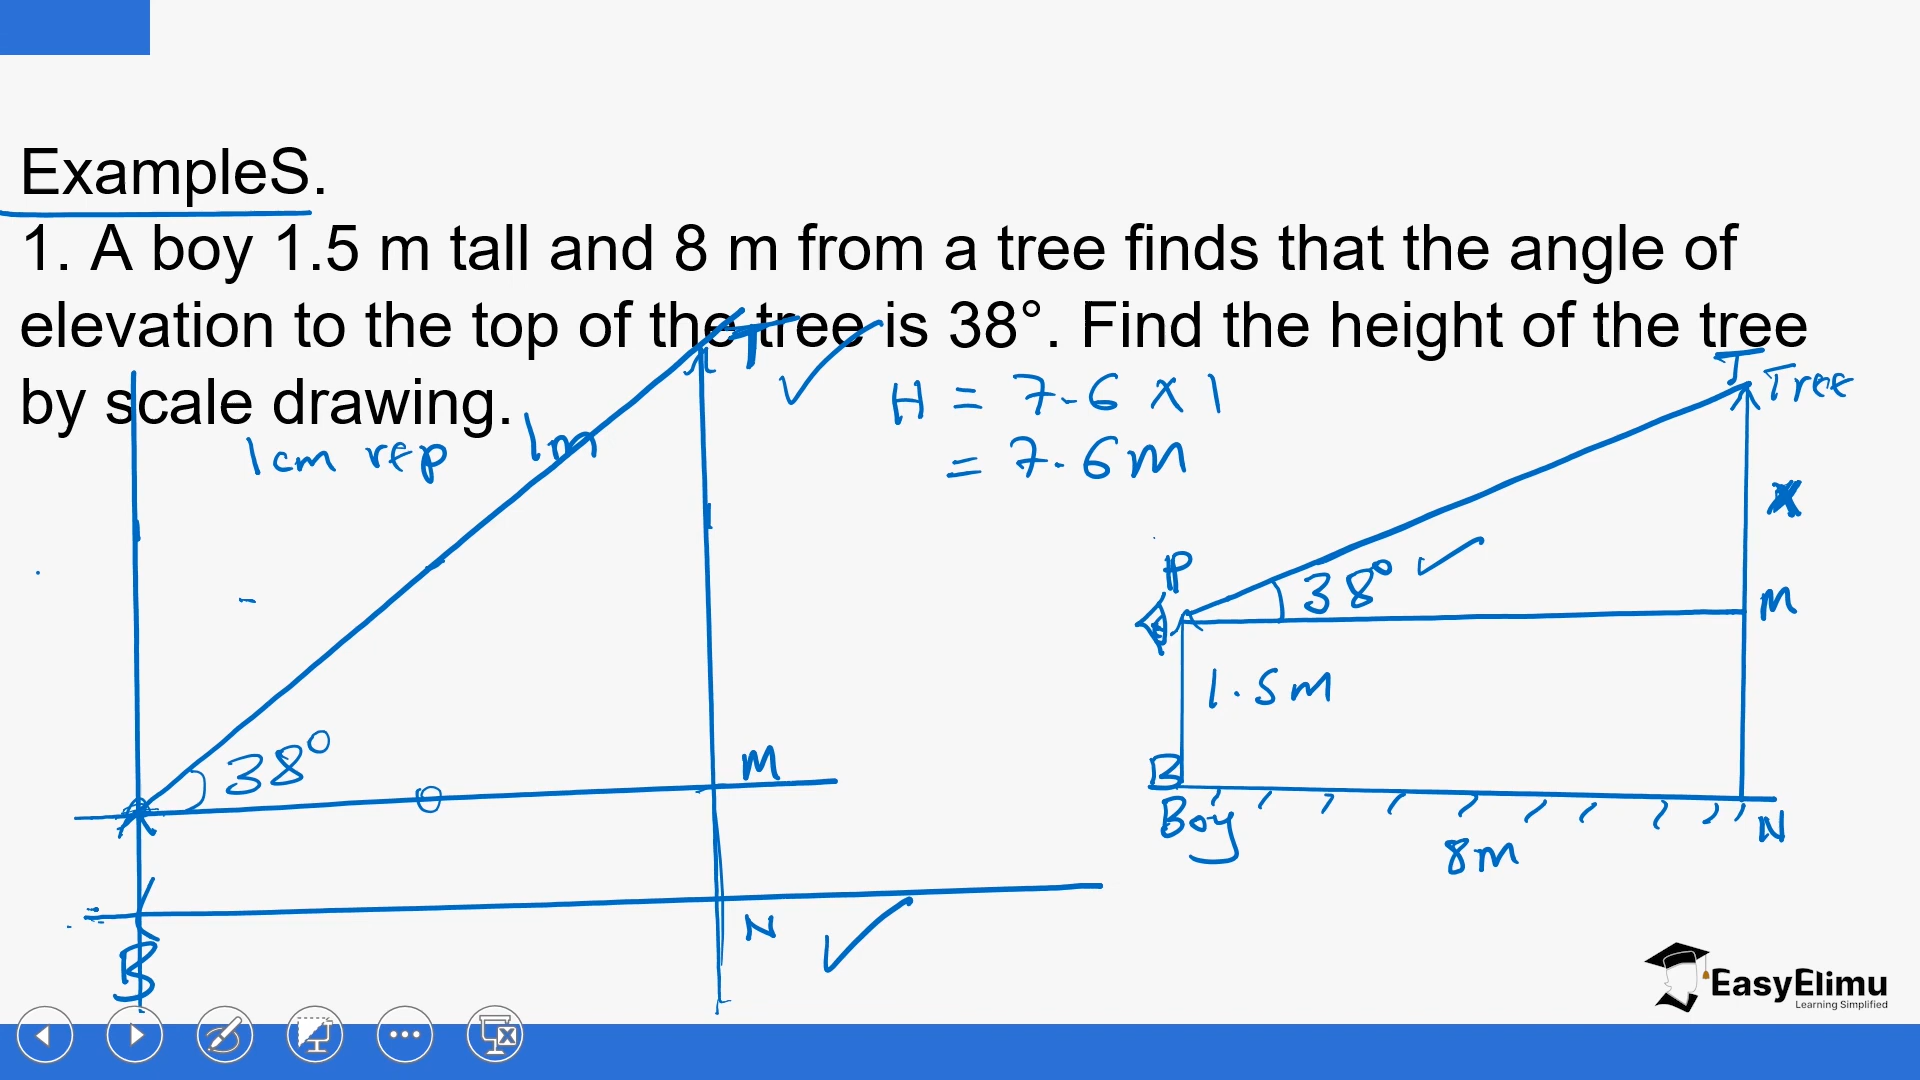 ExampleS.
1. A boy 1.5 m tall and 8 m from a tree finds that the angle of
elevation to the top of the tree is 38°. Find the height of the tree
by scale drawing.
1cm rep 1m
T
H = 7.6 x 1
= 7.6m
T Tree
x
P
38°
M
1.5m
38°
M
B
Boy
8m
N
N
B
EasyElimu
Learning Simplified